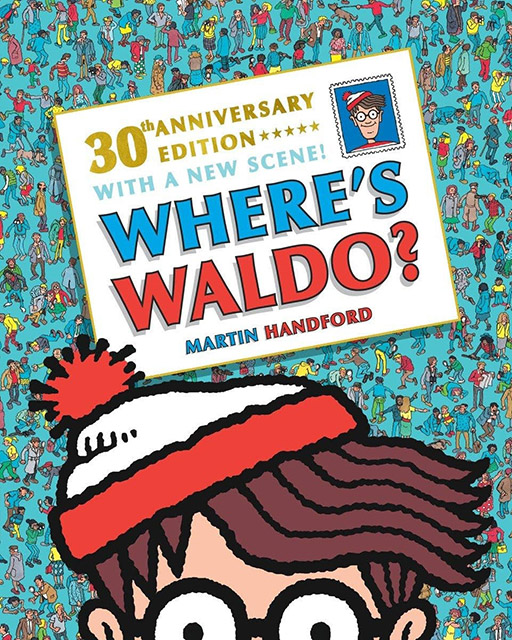 30th ANNIVERSARY
EDITION ★★★★★
WITH A NEW SCENE!
WHERE'S
WALDO?
MARTIN HANDFORD